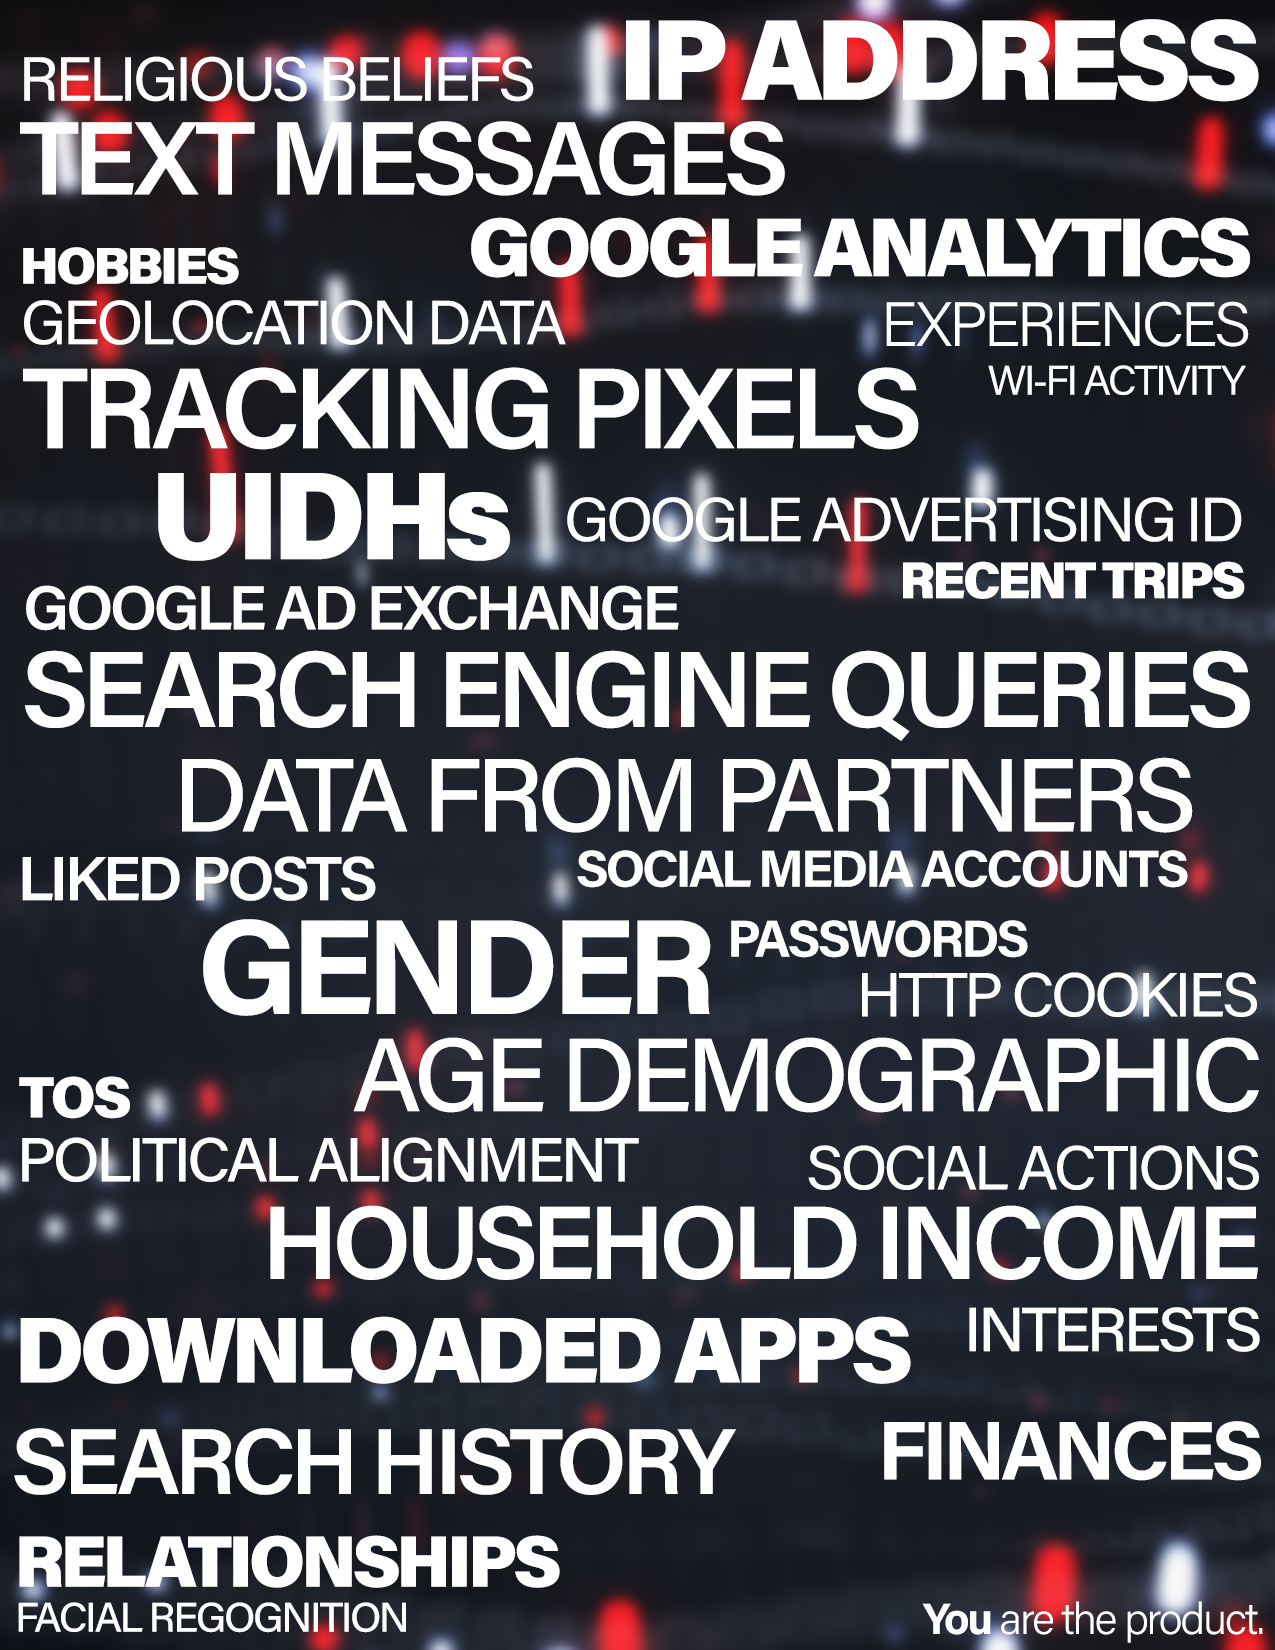 IP ADDRESS
RELIGIOUS BELIEFS
TEXT MESSAGES
GOOGLE ANALYTICS
HOBBIES
GEOLOCATION DATA
EXPERIENCES
TRACKING PIXELS
WI-FI ACTIVITY
UIDHs
GOOGLE ADVERTISING ID
RECENT TRIPS
GOOGLE AD EXCHANGE
SEARCH ENGINE QUERIES
DATA FROM PARTNERS
LIKED POSTS
SOCIAL MEDIA ACCOUNTS
GENDER
PASSWORDS
HTTP COOKIES
AGE DEMOGRAPHIC
TOS
POLITICAL ALIGNMENT
SOCIAL ACTIONS
HOUSEHOLD INCOME
DOWNLOADED APPS
INTERESTS
SEARCH HISTORY
FINANCES
RELATIONSHIPS
FACIAL REGOGNITION
You are the product.